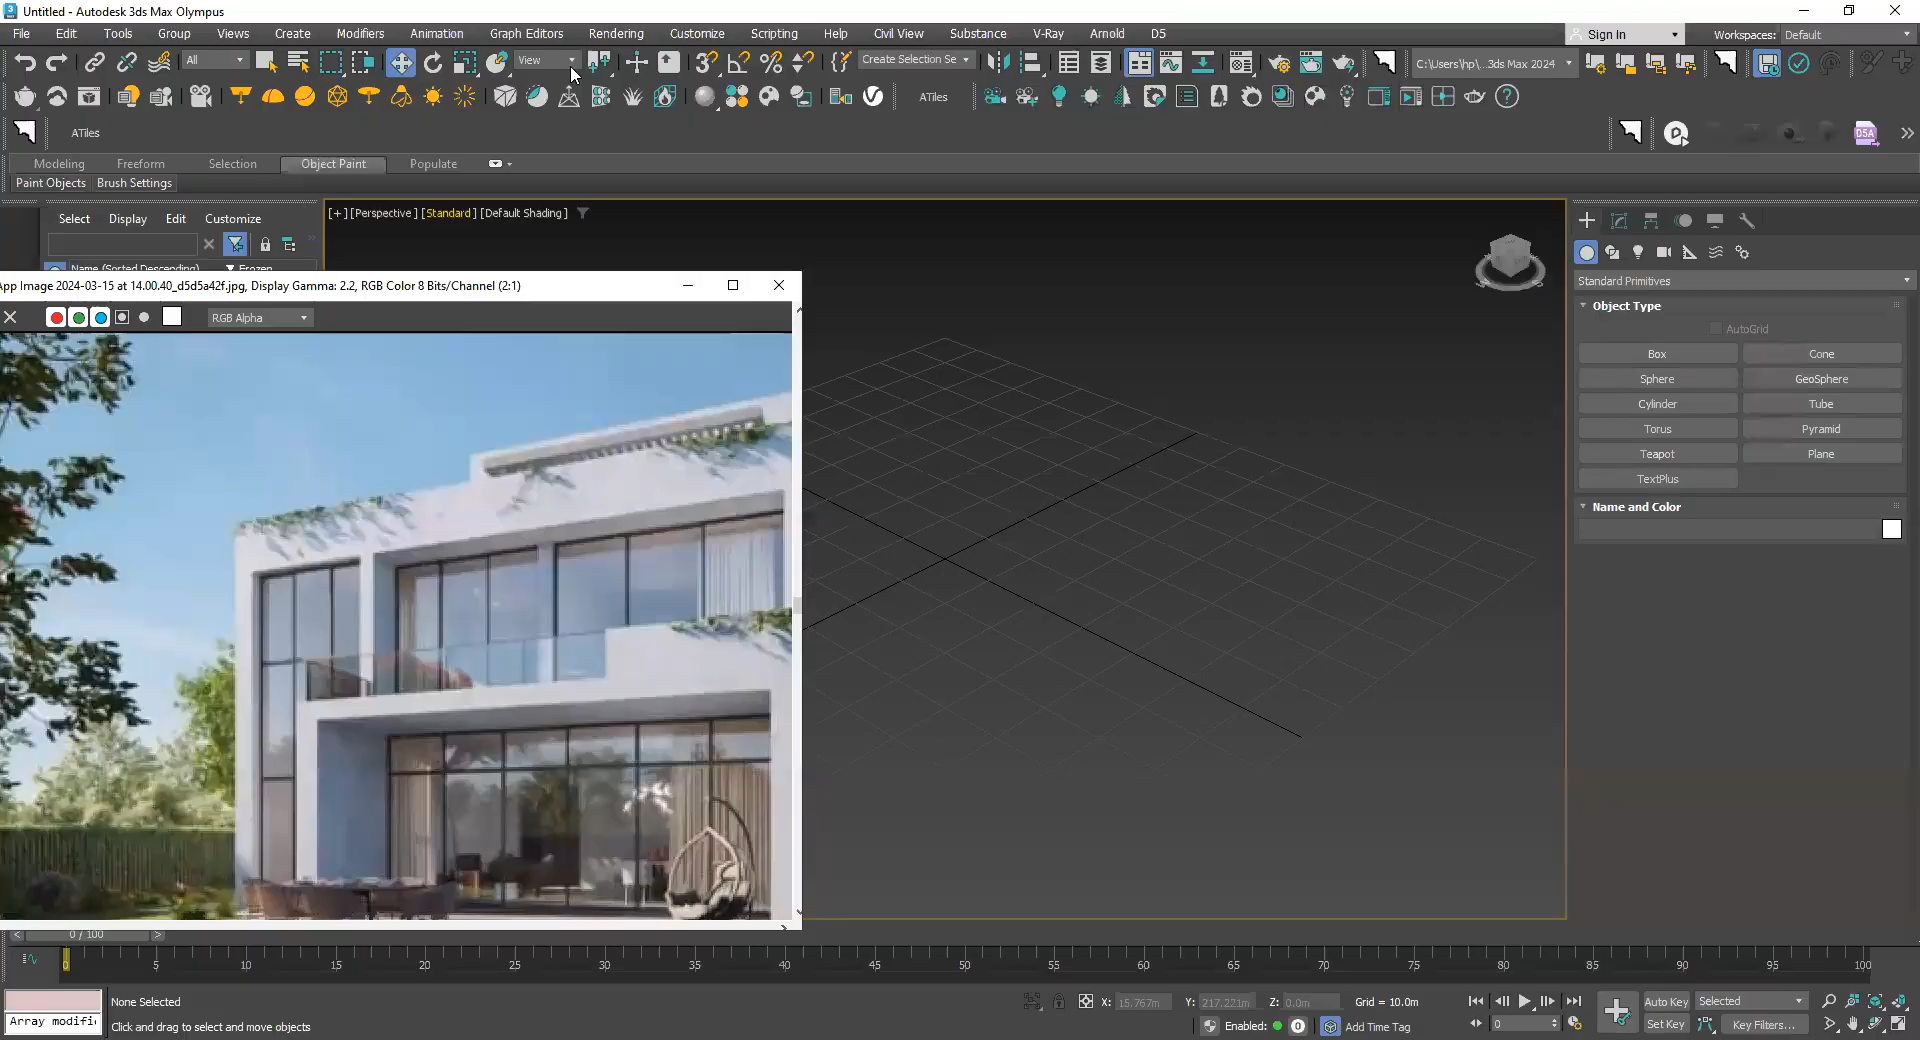 Untitled - Autodesk 3ds Max Olympus
File Edit Tools Group Views Create Modifiers Animation Graph Editors Rendering Customize Scripting Help Civil View Substance V-Ray Arnold D5
Sign In Workspaces: Default
All View Create Selection Se C:\Users\hp\...3ds Max 2024
ATiles
ATiles
D5A
Modeling Freeform Selection Object Paint Populate
Paint Objects Brush Settings
Select Display Edit Customize
[+] [Perspective ] [Standard ] [Default Shading ]
Name (Sorted Descending) Frozen
App Image 2024-03-15 at 14.00.40_d5d5a42f.jpg, Display Gamma: 2.2, RGB Color 8 Bits/Channel (2:1)
RGB Alpha
Standard Primitives
Object Type
AutoGrid
Box Cone
Sphere GeoSphere
Cylinder Tube
Torus Pyramid
Teapot Plane
TextPlus
Name and Color
0 / 100
0 5 10 15 20 25 30 35 40 45 50 55 60 65 70 75 80 85 90 95 100
None Selected X: 15.767m Y: 217.221m Z: 0.0m Grid = 10.0m Auto Key Selected
Array modifi Click and drag to select and move objects Enabled: 0 Add Time Tag 0 Set Key Key Filters...